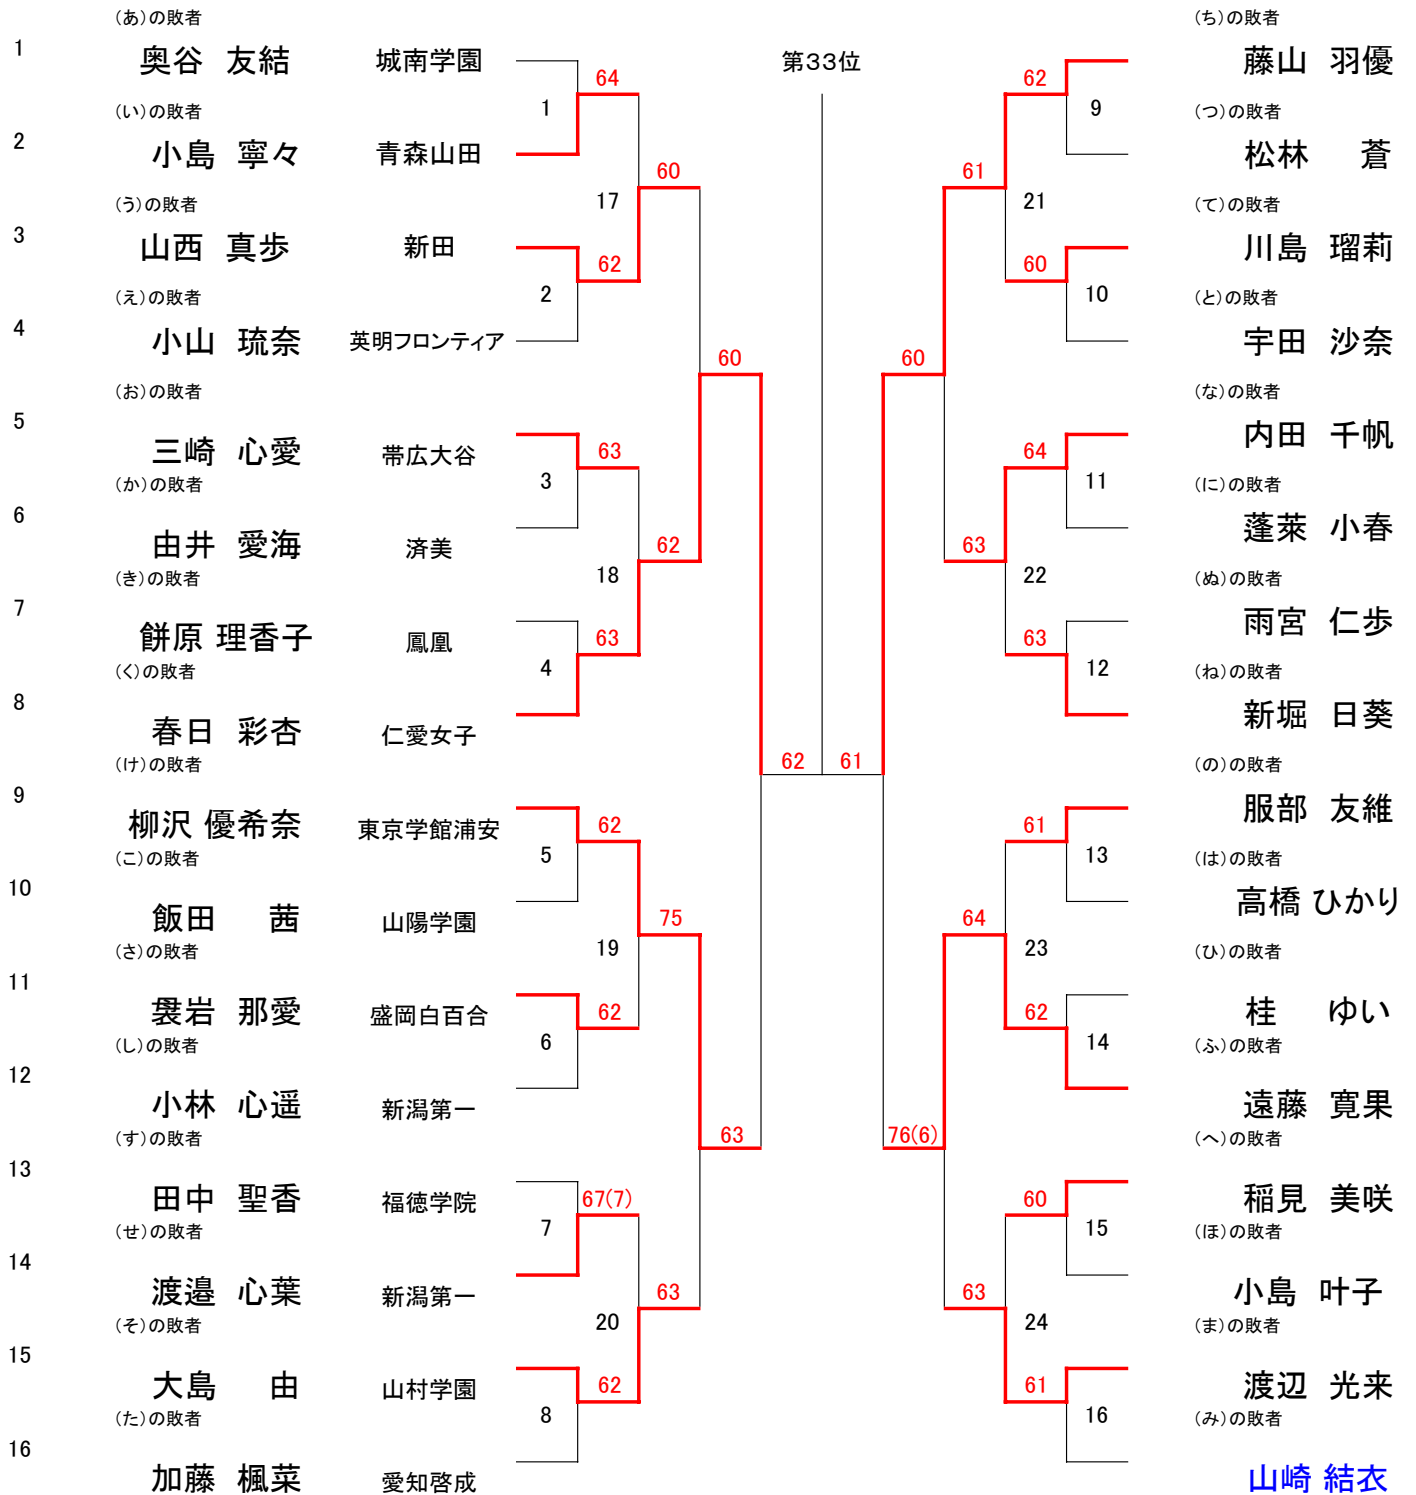 (あ)の敗者
1 奥谷 友結 城南学園
(い)の敗者
2 小島 寧々 青森山田
(う)の敗者
3 山西 真歩 新田
(え)の敗者
4 小山 琉奈 英明フロンティア
(お)の敗者
5 三崎 心愛 帯広大谷
(か)の敗者
6 由井 愛海 済美
(き)の敗者
7 餅原 理香子 鳳凰
(く)の敗者
8 春日 彩杏 仁愛女子
(け)の敗者
9 柳沢 優希奈 東京学館浦安
(こ)の敗者
10 飯田 茜 山陽学園
(さ)の敗者
11 袰岩 那愛 盛岡白百合
(し)の敗者
12 小林 心遥 新潟第一
(す)の敗者
13 田中 聖香 福徳学院
(せ)の敗者
14 渡邉 心葉 新潟第一
(そ)の敗者
15 大島 由 山村学園
(た)の敗者
16 加藤 楓菜 愛知啓成
64
1
17
60
62
2
60
63
3
18
62
63
4
62
5
19
75
62
6
63
67(7)
7
20
63
62
8
第33位
62 61
62
9
61
21
60
10
60
64
11
63
22
63
12
61
13
64
23
62
14
76(6)
60
15
63
24
61
16
(ち)の敗者
藤山 羽優
(つ)の敗者
松林 蒼
(て)の敗者
川島 瑠莉
(と)の敗者
宇田 沙奈
(な)の敗者
内田 千帆
(に)の敗者
蓬莱 小春
(ぬ)の敗者
雨宮 仁歩
(ね)の敗者
新堀 日葵
(の)の敗者
服部 友維
(は)の敗者
高橋 ひかり
(ひ)の敗者
桂 ゆい
(ふ)の敗者
遠藤 寛果
(へ)の敗者
稲見 美咲
(ほ)の敗者
小島 叶子
(ま)の敗者
渡辺 光来
(み)の敗者
山崎 結衣